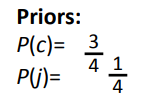 Priors:
P(c)= 3/4
P(j)= 1/4